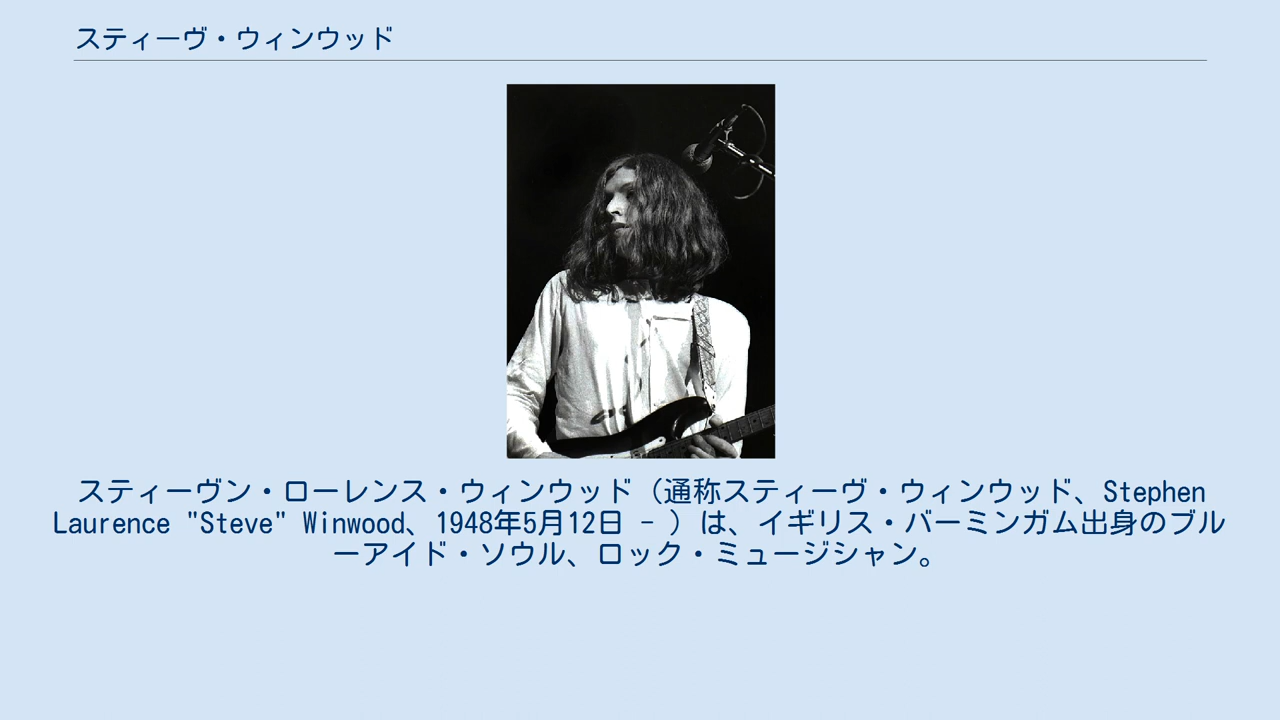 スティーヴ・ウィンウッド
スティーヴン・ローレンス・ウィンウッド（通称スティーヴ・ウィンウッド、Stephen
Laurence "Steve" Winwood、1948年5月12日 - ）は、イギリス・バーミンガム出身のブル
ーアイド・ソウル、ロック・ミュージシャン。